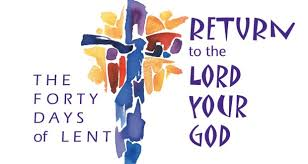 THE
FORTY
DAYS
of LENT
RETURN
to the
LORD
YOUR
GOD